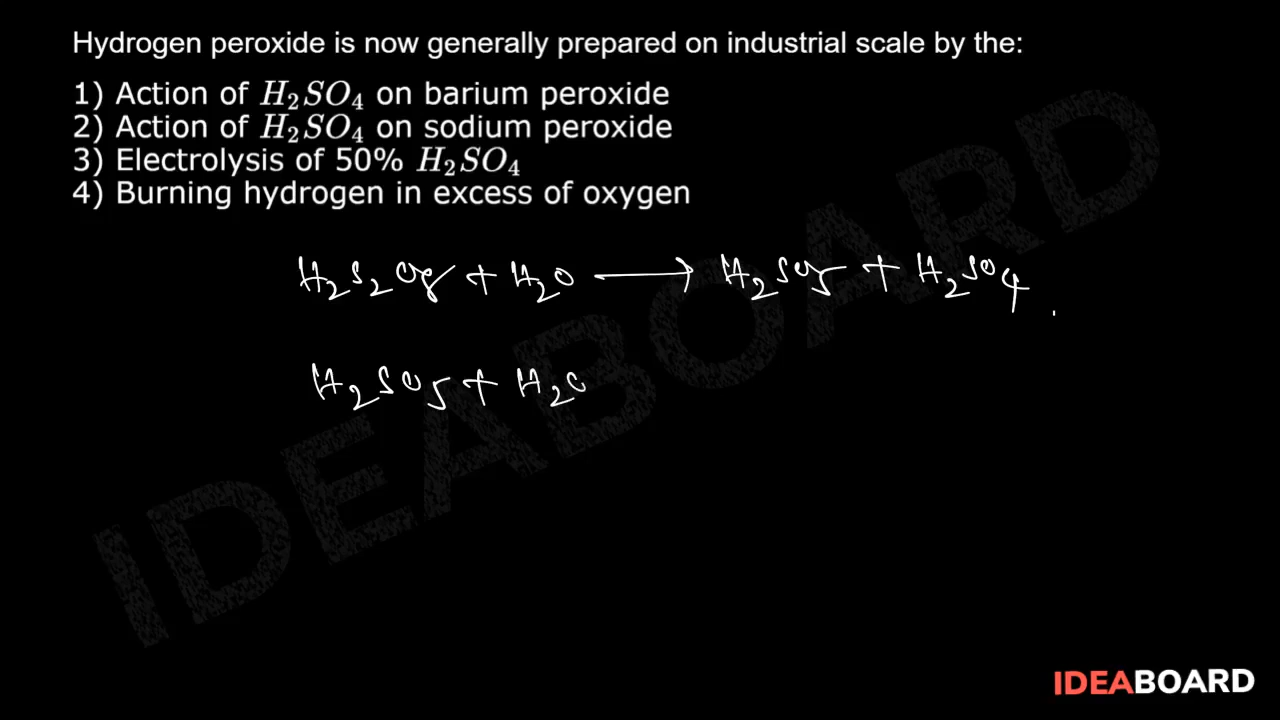 Hydrogen peroxide is now generally prepared on industrial scale by the:
1) Action of H₂SO₄ on barium peroxide
2) Action of H₂SO₄ on sodium peroxide
3) Electrolysis of 50% H₂SO₄
4) Burning hydrogen in excess of oxygen
H₂S₂O₈ + H₂O ⟶ H₂SO₅ + H₂SO₄
H₂SO₅ + H₂O
IDEABOARD
IDEABOARD